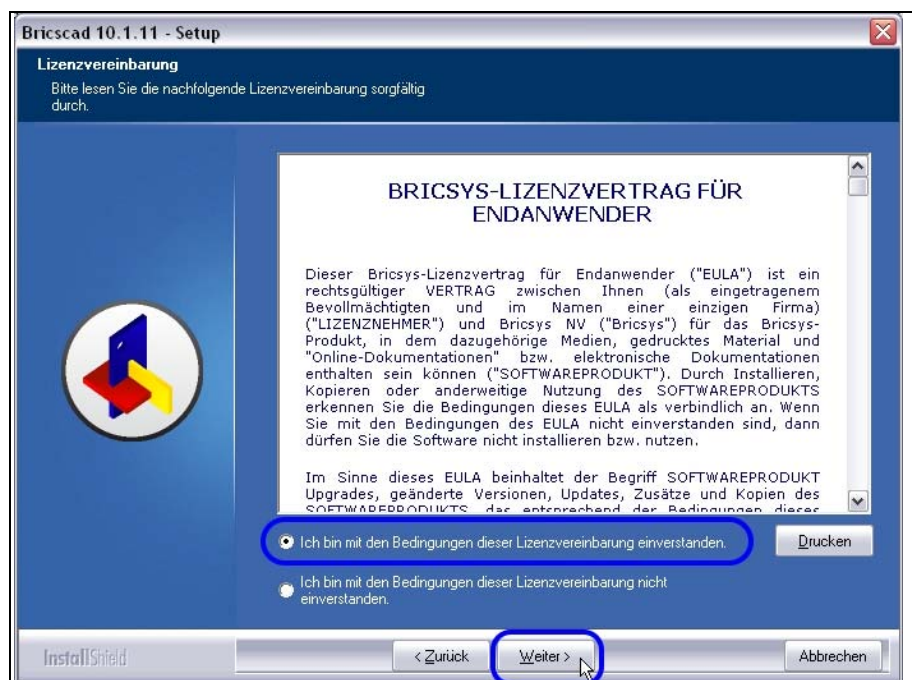 Bricscad 10.1.11 - Setup
Lizenzvereinbarung
Bitte lesen Sie die nachfolgende Lizenzvereinbarung sorgfältig
durch.
BRICSYS-LIZENZVERTRAG FÜR
ENDANWENDER
Dieser Bricsys-Lizenzvertrag für Endanwender ("EULA") ist ein
rechtsgültiger VERTRAG zwischen Ihnen (als eingetragenem
Bevollmächtigten und im Namen einer einzigen Firma)
("LIZENZNEHMER") und Bricsys NV ("Bricsys") für das Bricsys-
Produkt, in dem dazugehörige Medien, gedrucktes Material und
"Online-Dokumentationen" bzw. elektronische Dokumentationen
enthalten sein können ("SOFTWAREPRODUKT"). Durch Installieren,
Kopieren oder anderweitige Nutzung des SOFTWAREPRODUKTS
erkennen Sie die Bedingungen dieses EULA als verbindlich an. Wenn
Sie mit den Bedingungen des EULA nicht einverstanden sind, dann
dürfen Sie die Software nicht installieren bzw. nutzen.
Im Sinne dieses EULA beinhaltet der Begriff SOFTWAREPRODUKT
Upgrades, geänderte Versionen, Updates, Zusätze und Kopien des
SOFTWAREPRODUKTS, das entsprechend der Bedingungen dieses
Ich bin mit den Bedingungen dieser Lizenzvereinbarung einverstanden.
Drucken
Ich bin mit den Bedingungen dieser Lizenzvereinbarung nicht
einverstanden.
InstallShield
< Zurück
Weiter >
Abbrechen